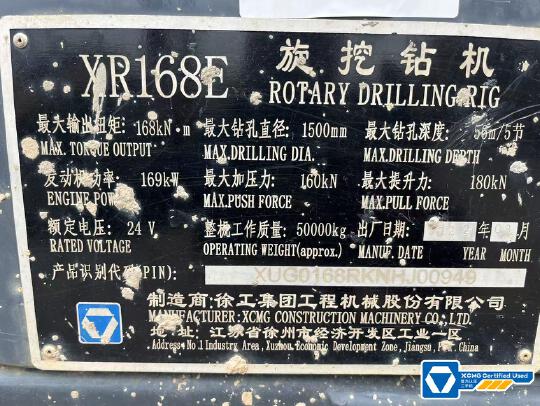 XR168E 旋挖钻机
ROTARY DRILLING RIG
最大输出扭矩: 168kN m 最大钻孔直径: 1500mm 最大钻孔深度: 50m/5节
MAX. TORQUE OUTPUT MAX.DRILLING DIA. MAX.DRILLING DEPTH
发动机功率: 169kW 最大加压力: 160kN 最大提升力: 180kN
ENGINE MAX.PUSH FORCE MAX.PULL FORCE
额定电压: 24 V 整机工作质量: 50000kg 出厂日期: 年 月
RATED VOLTAGE OPERATING WEIGHT(approx.) MANUF. DATE YEAR MONTH
产品识别代码(PIN): XUG0168RKNHJ00949
制造商:徐工集团工程机械股份有限公司
MANUFACTURER:XCMG CONSTRUCTION MACHINERY CO.,LTD.
地 址:江苏省徐州市经济开发区工业一区
Address:No.1 Industry Area, Xuzhou Economic Development Zone, Jiangsu, P.R. China
XCMG Certified Used